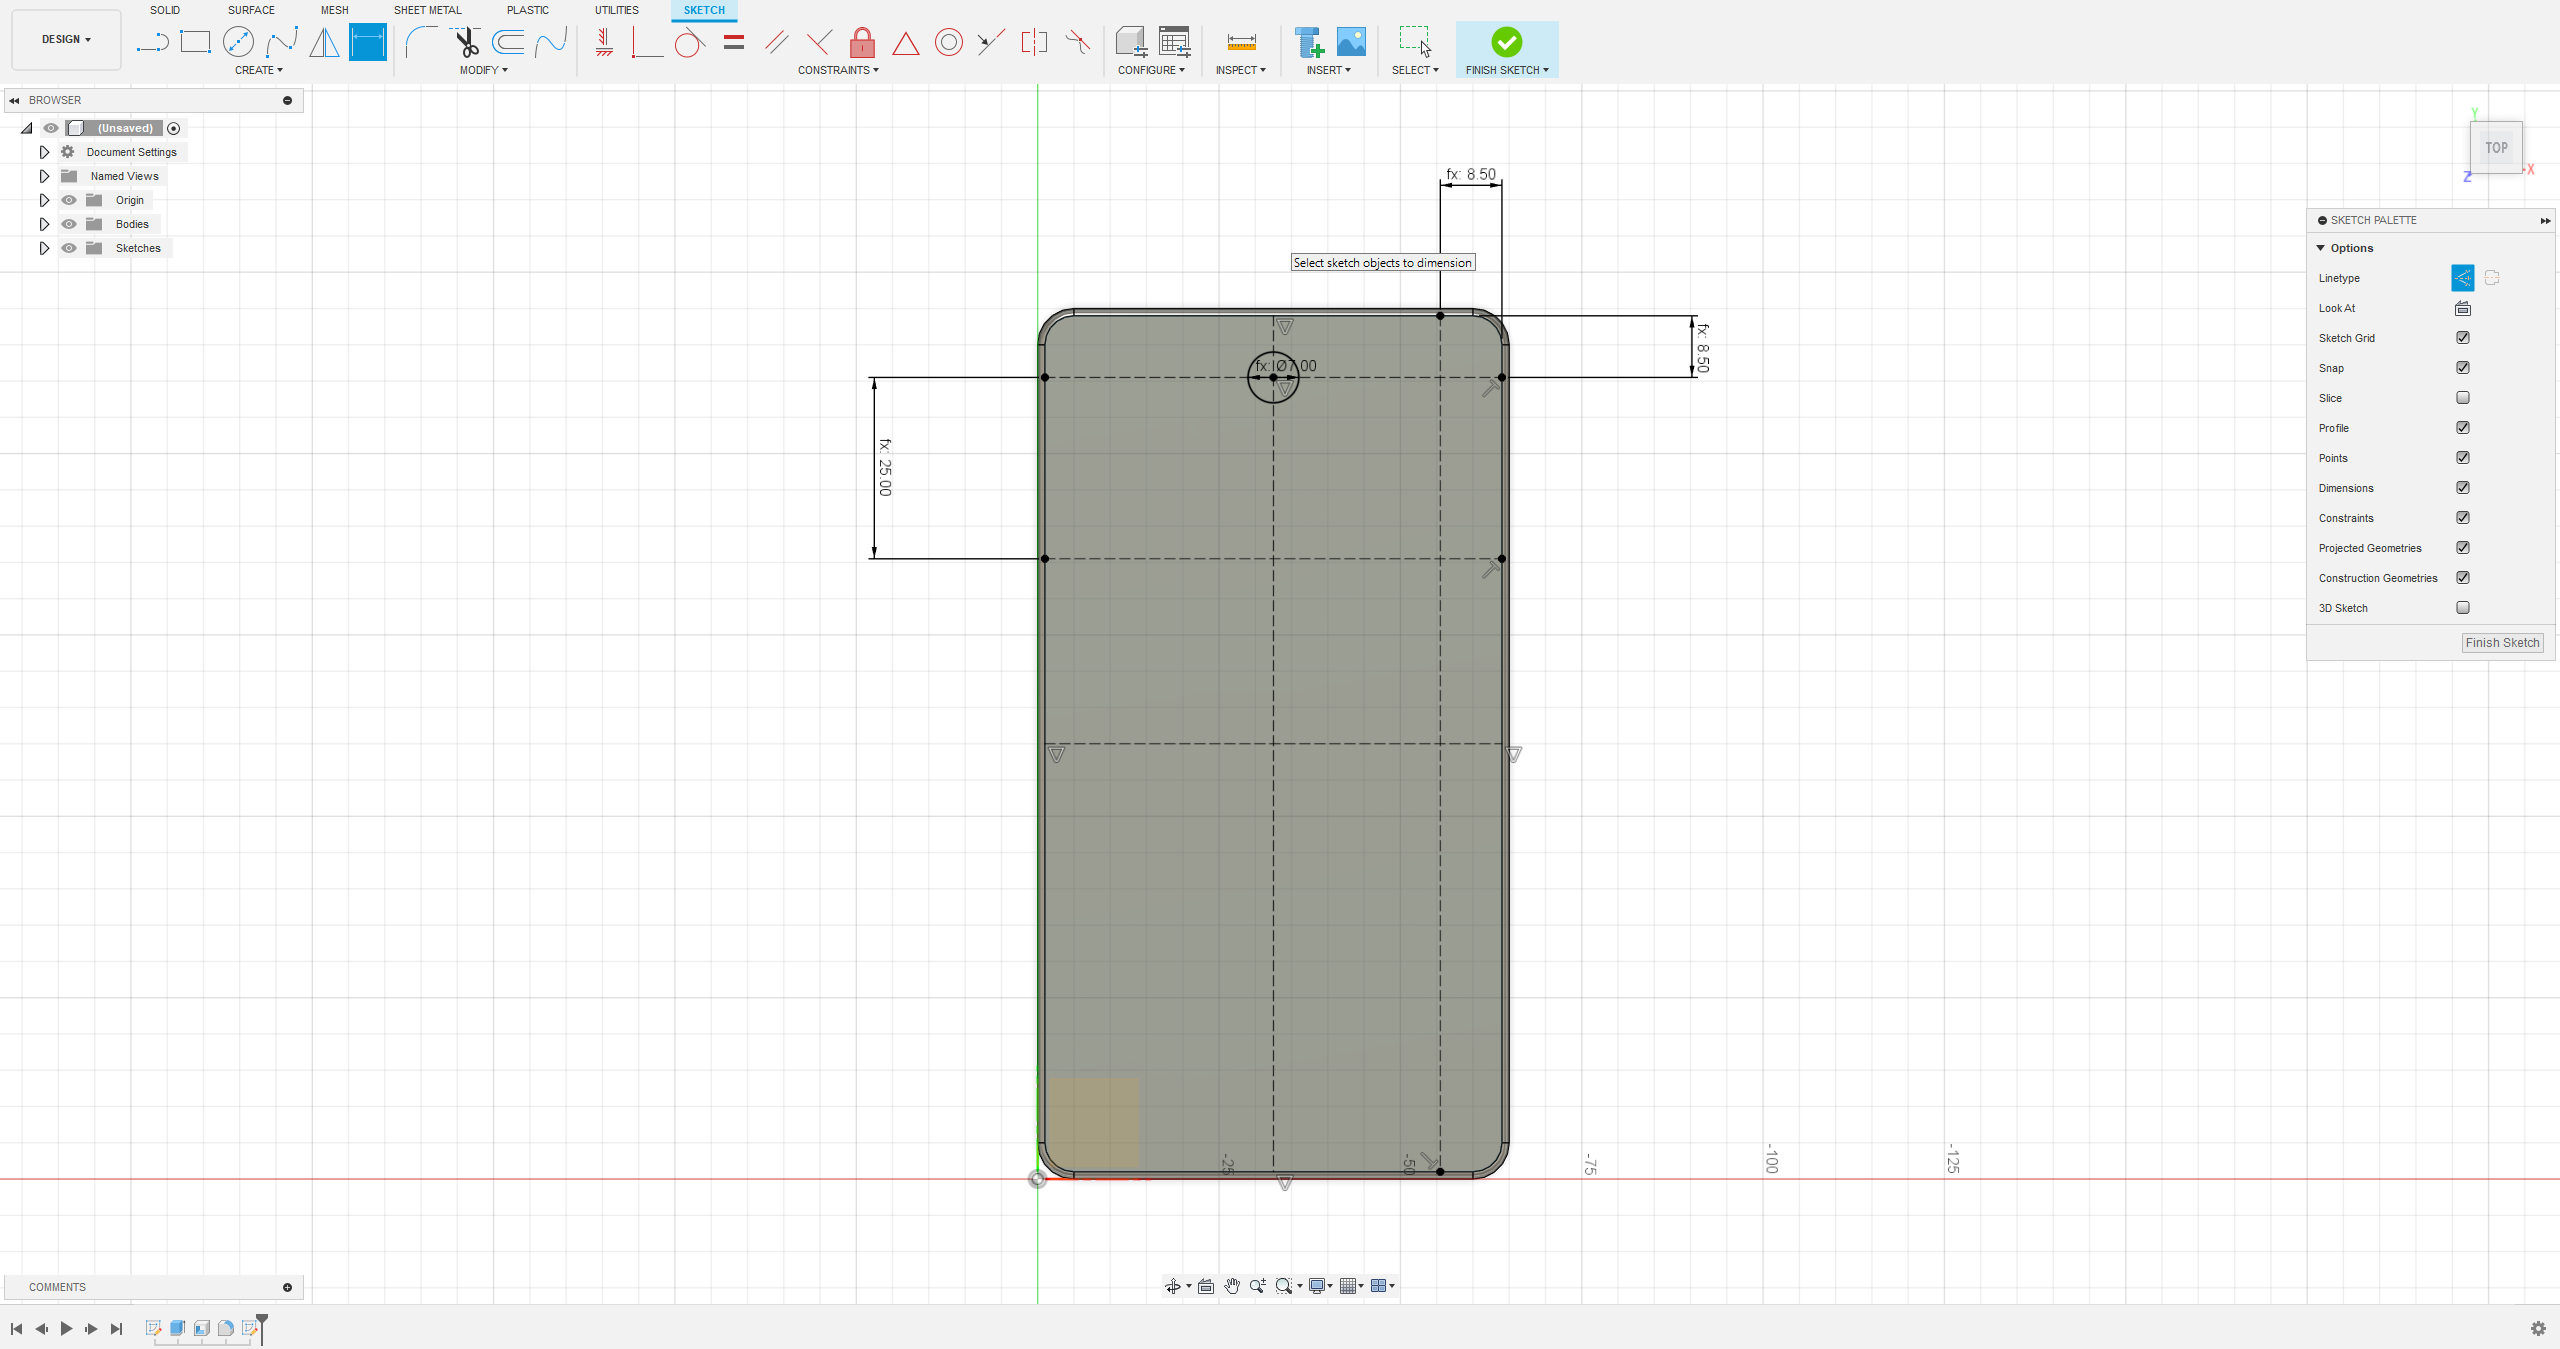 SOLID SURFACE MESH SHEET METAL PLASTIC UTILITIES SKETCH
DESIGN
CREATE MODIFY CONSTRAINTS CONFIGURE INSPECT INSERT SELECT FINISH SKETCH
BROWSER
(Unsaved)
Document Settings
Named Views
Origin
Bodies
Sketches
fx: 8.50
Select sketch objects to dimension
fx: 8.50
fx: Ø7.00
fx: 25.00
-25
-50
-75
-100
-125
Y
TOP
X
Z
SKETCH PALETTE
Options
Linetype
Look At
Sketch Grid
Snap
Slice
Profile
Points
Dimensions
Constraints
Projected Geometries
Construction Geometries
3D Sketch
Finish Sketch
COMMENTS